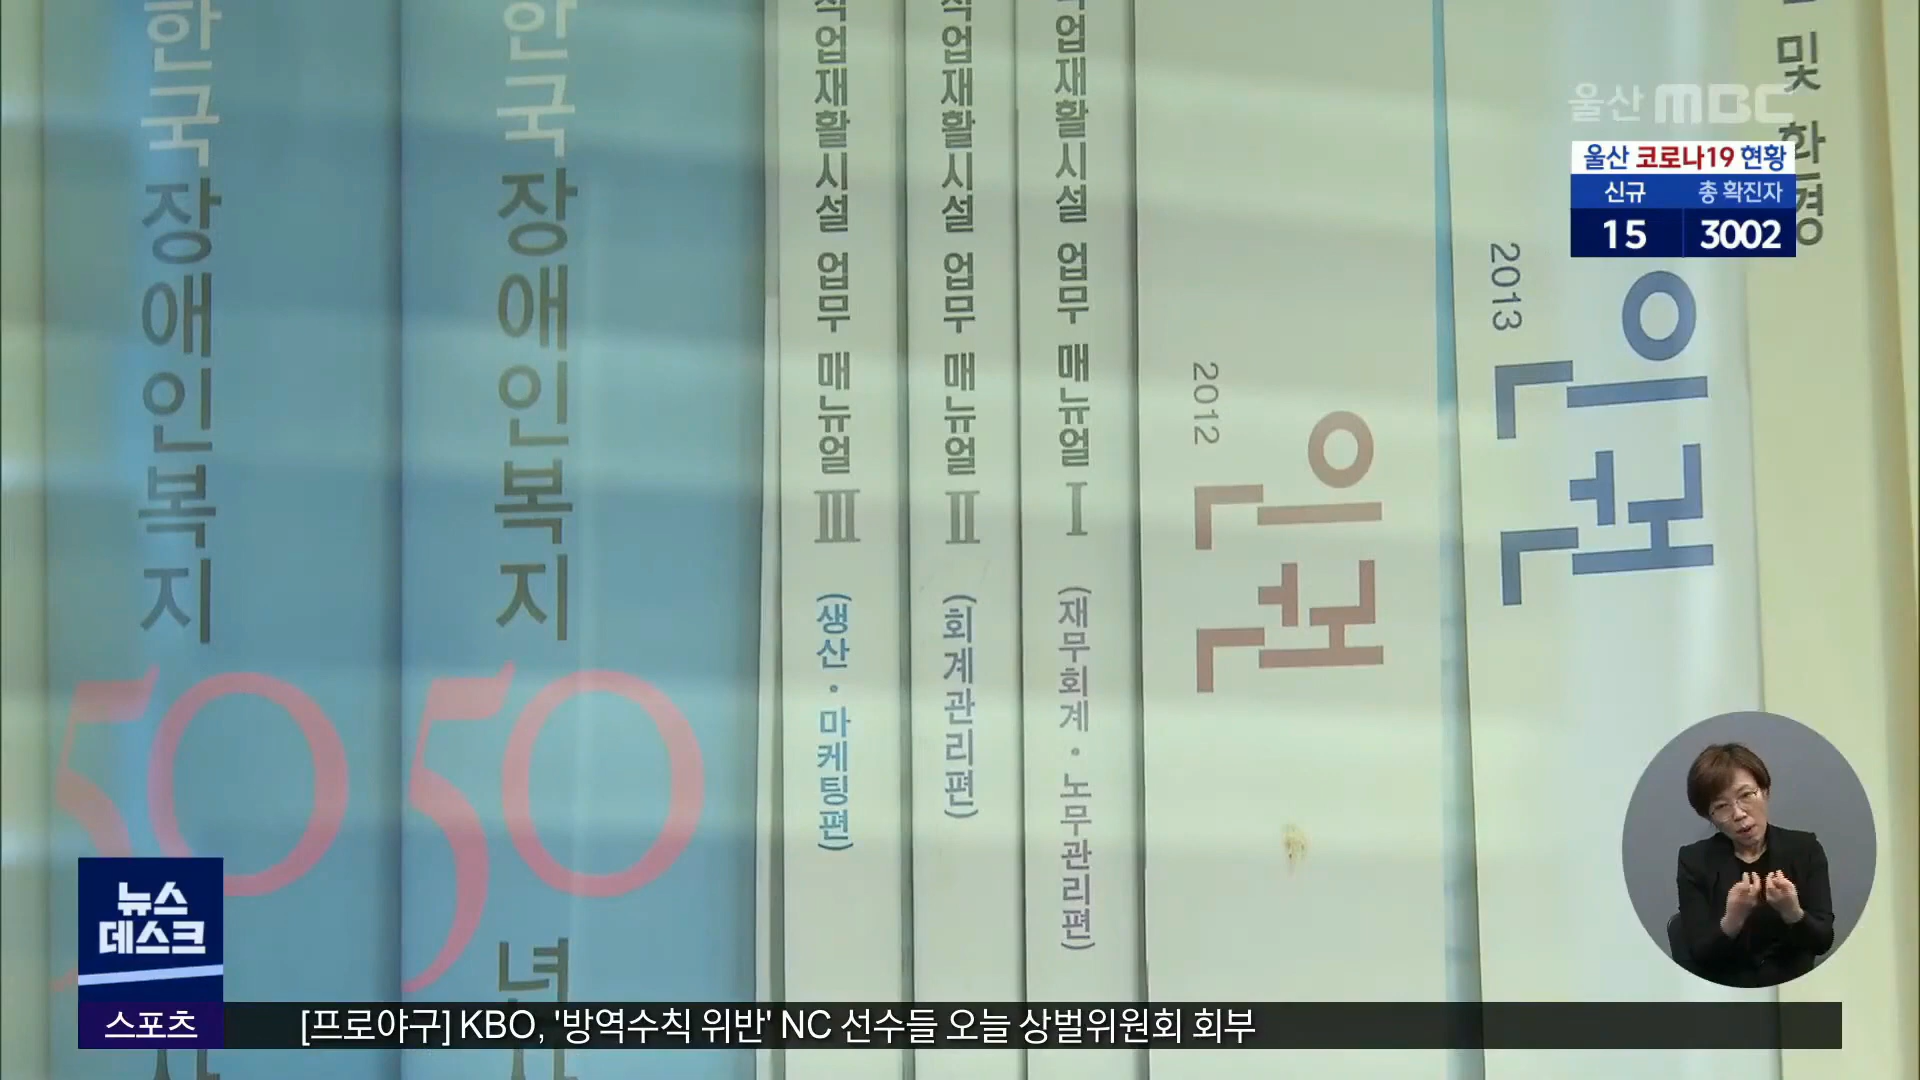 한국장애인복지
50
한국장애인복지
50
년
직업재활시설 업무 매뉴얼 Ⅲ (생산·마케팅편)
직업재활시설 업무 매뉴얼 Ⅱ (회계관리편)
직업재활시설 업무 매뉴얼 Ⅰ (재무회계·노무관리편)
2012
인권
2013
인권
및 환경
울산 MBC
울산 코로나19 현황
신규 총 확진자
15 3002
뉴스
데스크
스포츠
[프로야구] KBO, '방역수칙 위반' NC 선수들 오늘 상벌위원회 회부